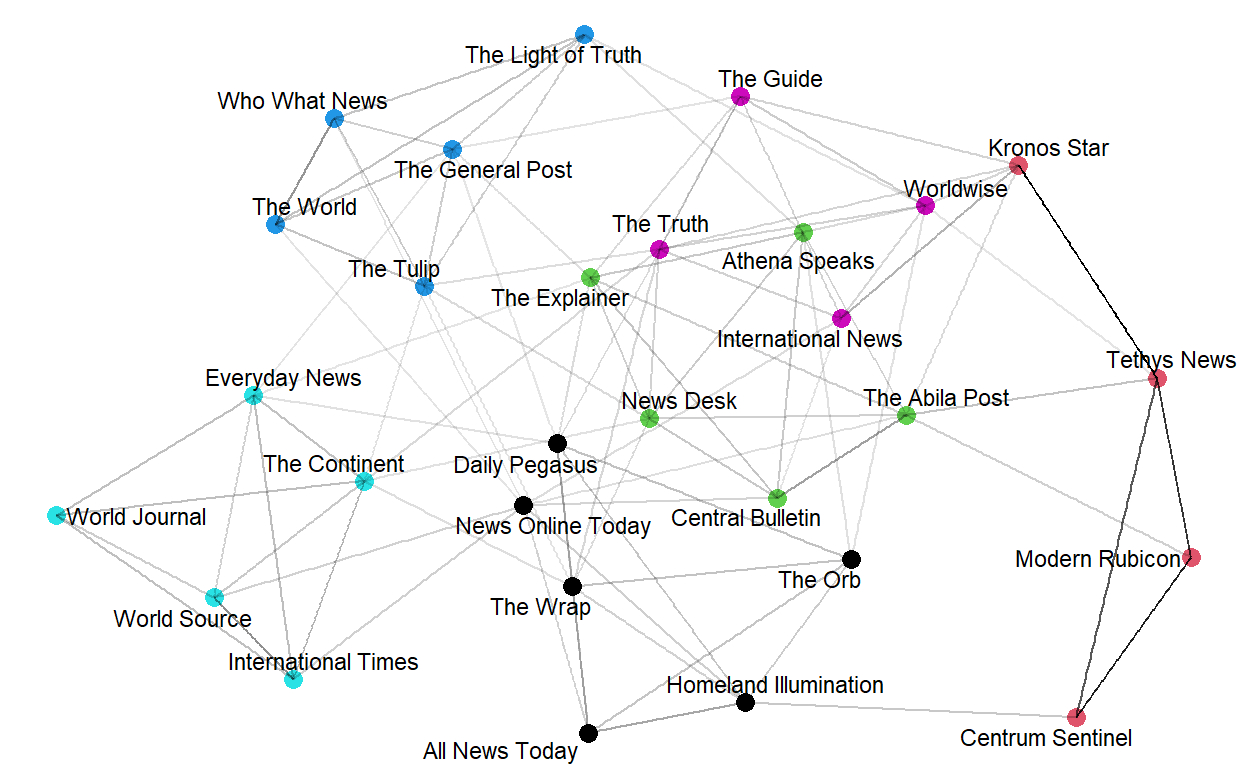 The Light of Truth
The Guide
Who What News
Kronos Star
The General Post
Worldwise
The World
The Truth
Athena Speaks
The Tulip
The Explainer
International News
Tethys News
Everyday News
News Desk
The Abila Post
The Continent
Daily Pegasus
World Journal
News Online Today
Central Bulletin
Modern Rubicon
The Orb
The Wrap
World Source
International Times
Homeland Illumination
Centrum Sentinel
All News Today